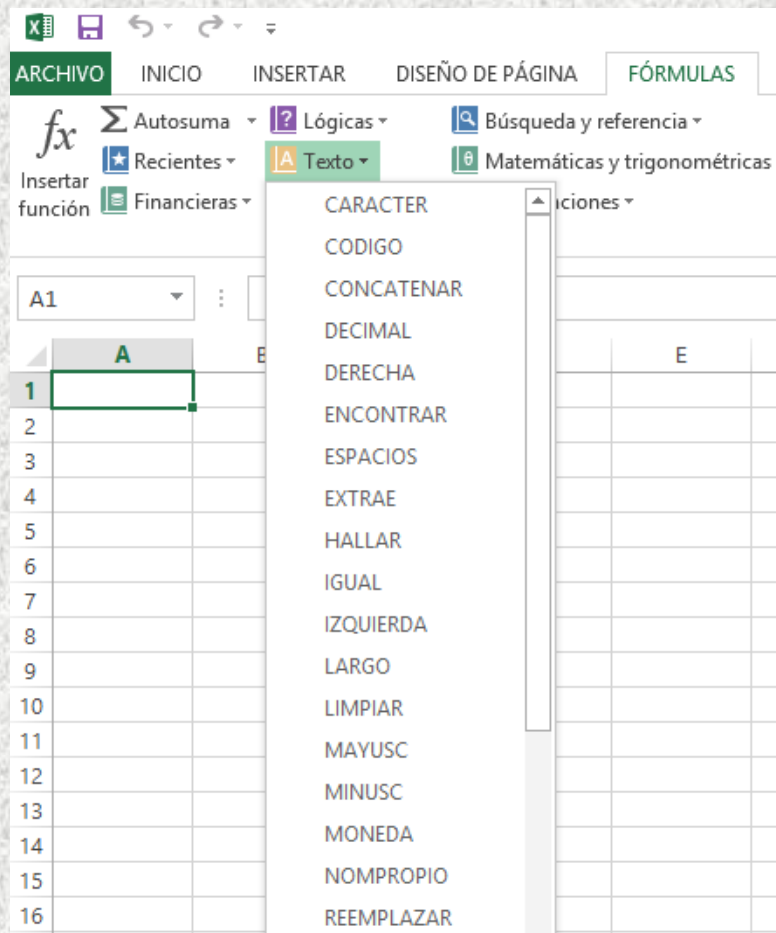 ARCHIVO INICIO INSERTAR DISEÑO DE PÁGINA FÓRMULAS
fx Insertar función
Autosuma Lógicas Búsqueda y referencia
Recientes Texto Matemáticas y trigonométricas
Financieras ciones
A1
A E
CARACTER
CODIGO
CONCATENAR
DECIMAL
DERECHA
ENCONTRAR
ESPACIOS
EXTRAE
HALLAR
IGUAL
IZQUIERDA
LARGO
LIMPIAR
MAYUSC
MINUSC
MONEDA
NOMPROPIO
REEMPLAZAR
1
2
3
4
5
6
7
8
9
10
11
12
13
14
15
16